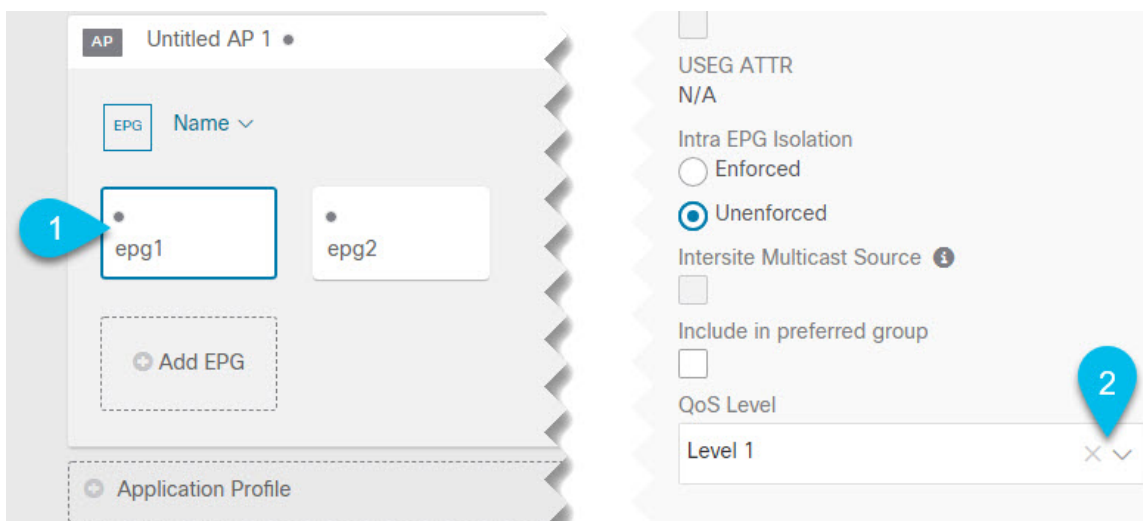 AP Untitled AP 1
EPG Name
1
epg1
epg2
Add EPG
Application Profile
USEG ATTR
N/A
Intra EPG Isolation
Enforced
Unenforced
Intersite Multicast Source i
Include in preferred group
2
QoS Level
Level 1